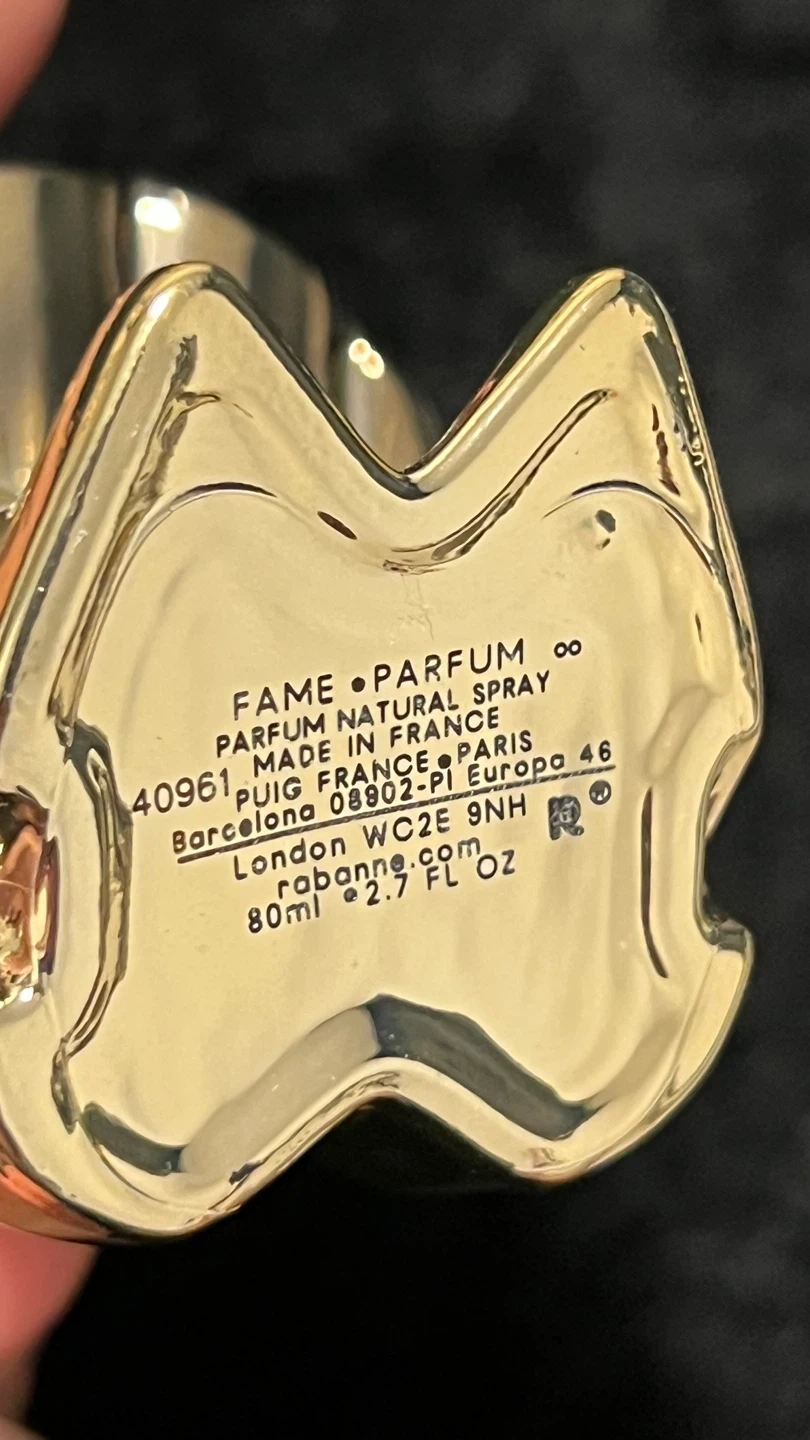 FAME • PARFUM ∞
PARFUM NATURAL SPRAY
MADE IN FRANCE
40961
PUIG FRANCE • PARIS
Barcelona 08902-Pl Europa 46
London WC2E 9NH
rabanne.com
80ml • 2.7 FL OZ